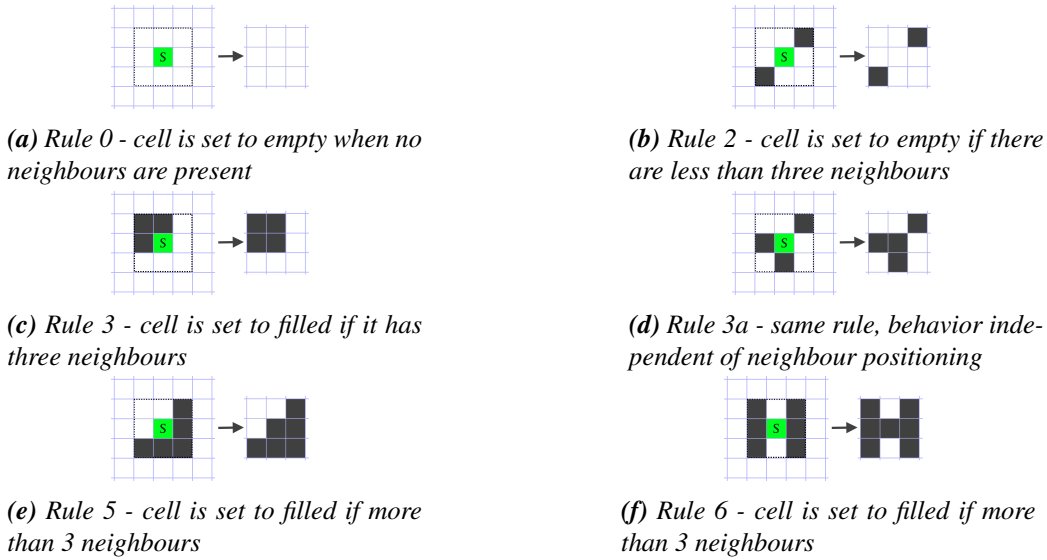 S
S
(a) Rule 0 - cell is set to empty when no
neighbours are present
(b) Rule 2 - cell is set to empty if there
are less than three neighbours
S
S
(c) Rule 3 - cell is set to filled if it has
three neighbours
(d) Rule 3a - same rule, behavior inde-
pendent of neighbour positioning
S
S
(e) Rule 5 - cell is set to filled if more
than 3 neighbours
(f) Rule 6 - cell is set to filled if more
than 3 neighbours